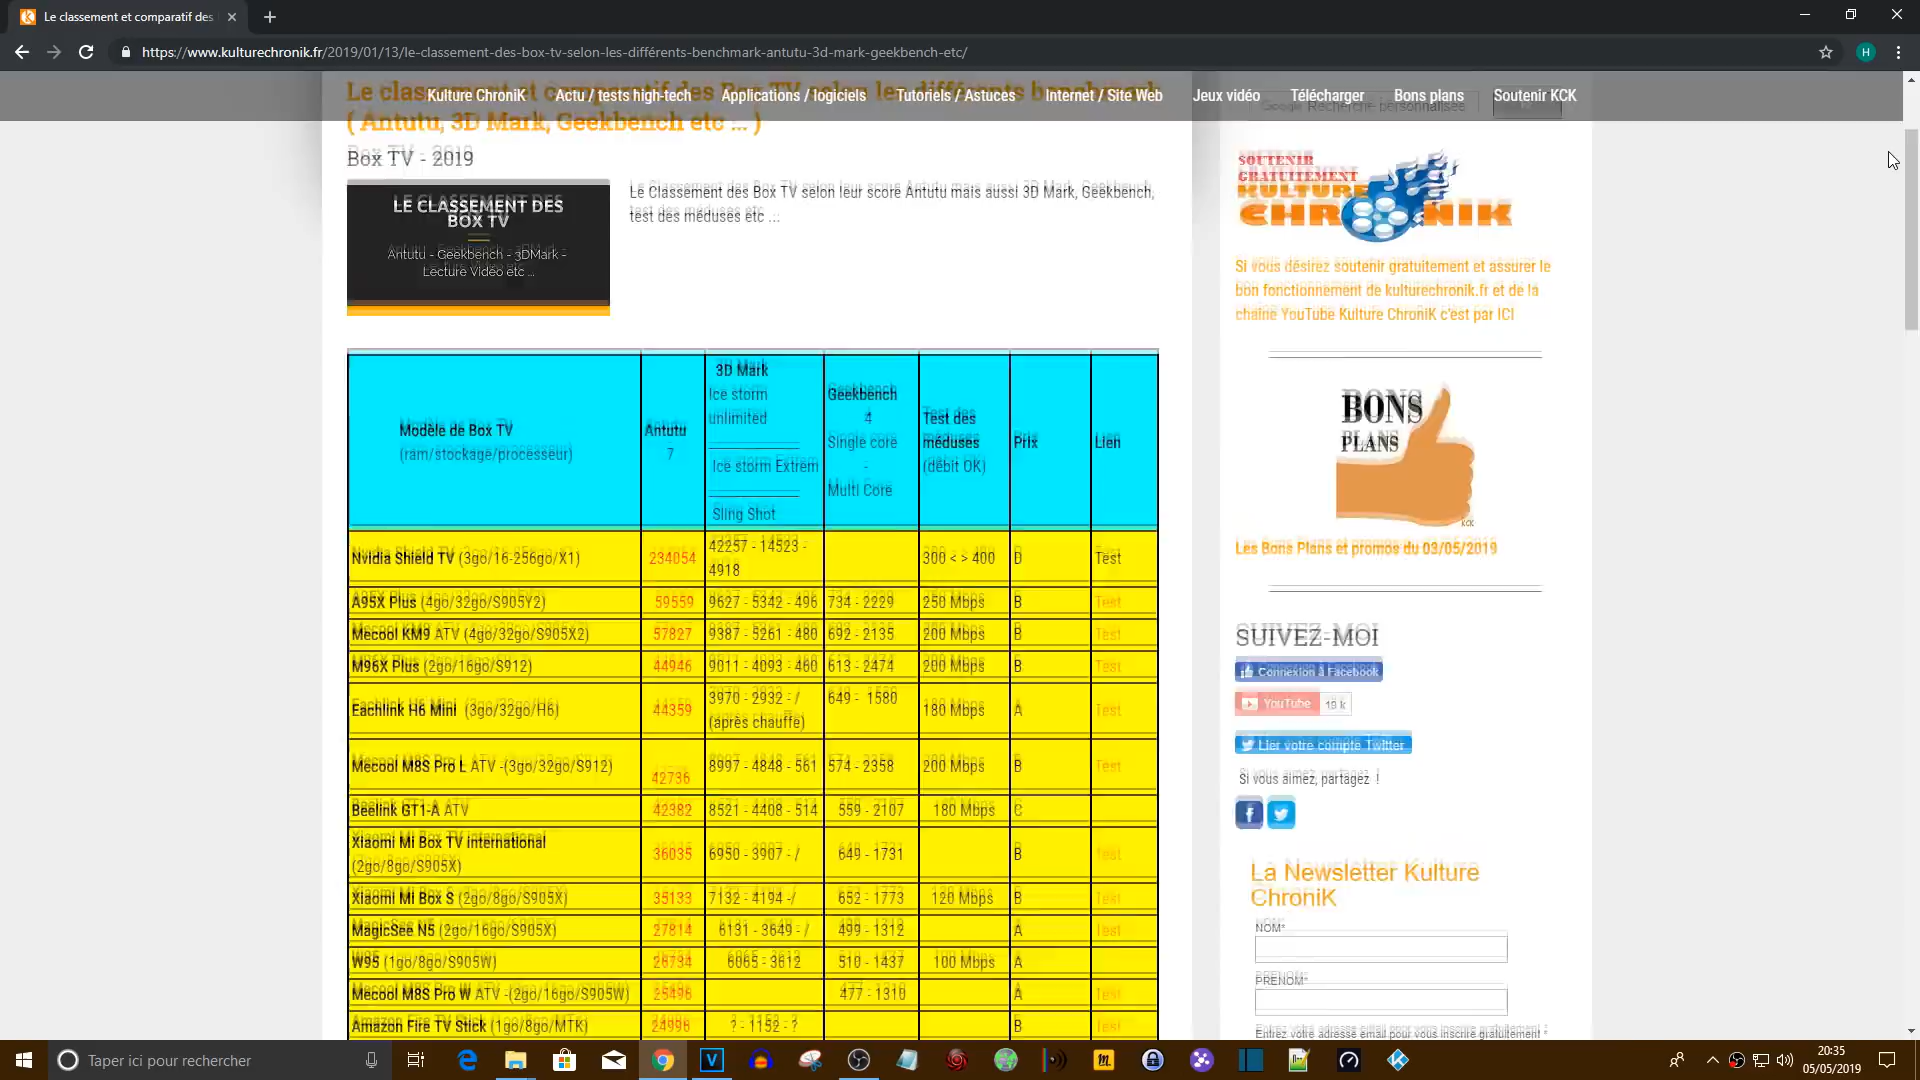 Le classement et comparatif des
https://www.kulturechronik.fr/2019/01/13/le-classement-des-box-tv-selon-les-différents-benchmark-antutu-3d-mark-geekbench-etc/
H
Kulture ChroniK
Actu / tests high-tech
Applications / logiciels
Tutoriels / Astuces
Internet / Site Web
Jeux vidéo
Télécharger
Bons plans
Soutenir KCK
Le classement et comparatif des Box TV selon les différents benchmark
( Antutu, 3D Mark, Geekbench etc ... )
Box TV - 2019
LE CLASSEMENT DES
BOX TV
Antutu - Geekbench - 3DMark -
Lecture Vidéo etc ...
Le Classement des Box TV selon leur score Antutu mais aussi 3D Mark, Geekbench,
test des méduses etc ...
Modèle de Box TV
(ram/stockage/processeur)
Antutu
7
3D Mark
Ice storm
unlimited
Ice storm Extrem
Sling Shot
Geekbench
4
Single core
-
Multi Core
Test des
méduses
(débit OK)
Prix
Lien
Nvidia Shield TV (3go/16-256go/X1) 234054 42257 - 14523 -
4918 300 < > 400 D Test
A95X Plus (4go/32go/S905Y2) 59559 9627 - 5342 - 496 734 - 2229 250 Mbps B Test
Mecool KM9 ATV (4go/32go/S905X2) 57827 9387 - 5261 - 480 692 - 2135 200 Mbps B Test
M96X Plus (2go/16go/S912) 44946 9011 - 4093 - 460 613 - 2474 200 Mbps B Test
Eachlink H6 Mini (3go/32go/H6) 44359 3970 - 2932 - /
(après chauffe) 649 - 1580 180 Mbps A Test
Mecool M8S Pro L ATV -(3go/32go/S912) 42736 8997 - 4848 - 561 574 - 2358 200 Mbps B Test
Beelink GT1-A ATV 42382 8521 - 4408 - 514 559 - 2107 180 Mbps C
Xiaomi Mi Box TV international
(2go/8go/S905X) 36035 6950 - 3907 - / 649 - 1731 B Test
Xiaomi Mi Box S (2go/8go/S905X) 35133 7132 - 4194 -/ 652 - 1773 120 Mbps B Test
MagicSee N5 (2go/16go/S905X) 27814 6131 - 3649 - / 499 - 1312 A Test
W95 (1go/8go/S905W) 26734 6065 - 3612 510 - 1437 100 Mbps A
Mecool M8S Pro W ATV -(2go/16go/S905W) 25496 477 - 1310 A Test
Amazon Fire TV Stick (1go/8go/MTK) 24996 ? - 1152 - ? B Test
SOUTENIR
GRATUITEMENT
KULTURE
CHRONIK
Si vous désirez soutenir gratuitement et assurer le
bon fonctionnement de kulturechronik.fr et de la
chaîne YouTube Kulture ChroniK c'est par ICI
BONS
PLANS
KCK
Les Bons Plans et promos du 03/05/2019
SUIVEZ-MOI
Connexion à Facebook
YouTube
Lier votre compte Twitter
Si vous aimez, partagez !
La Newsletter Kulture
ChroniK
NOM*
PRENOM*
Entrez votre adresse email pour vous inscrire gratuitement *
Taper ici pour rechercher
20:35
05/05/2019